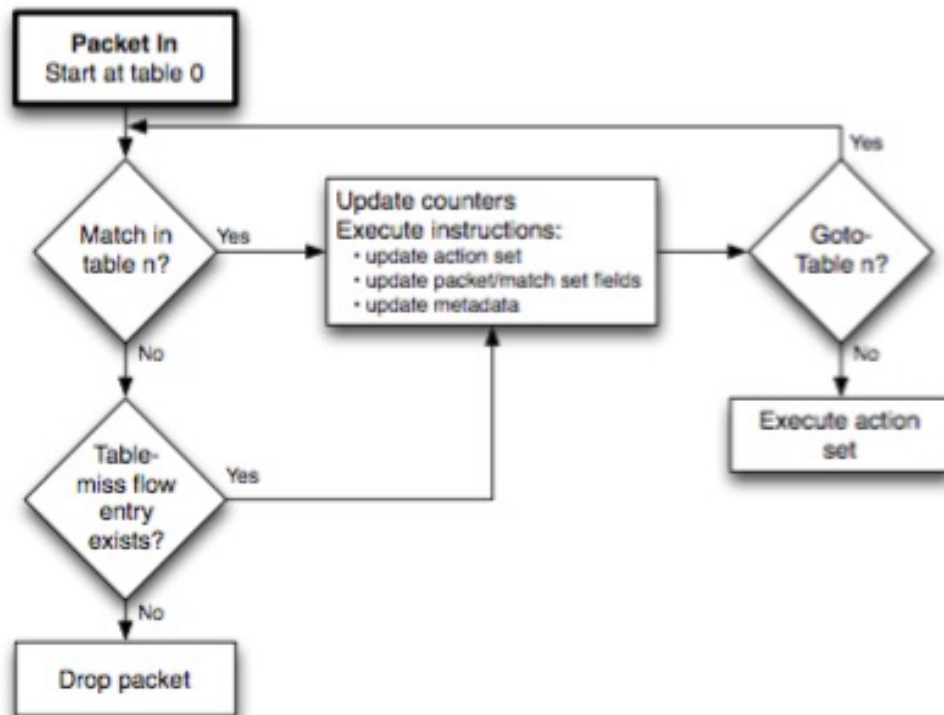 Packet In
Start at table 0
Yes
Match in
table n?
Yes
Update counters
Execute instructions:
• update action set
• update packet/match set fields
• update metadata
Goto-
Table n?
No
No
Execute action
set
Table-
miss flow
entry
exists?
Yes
No
Drop packet